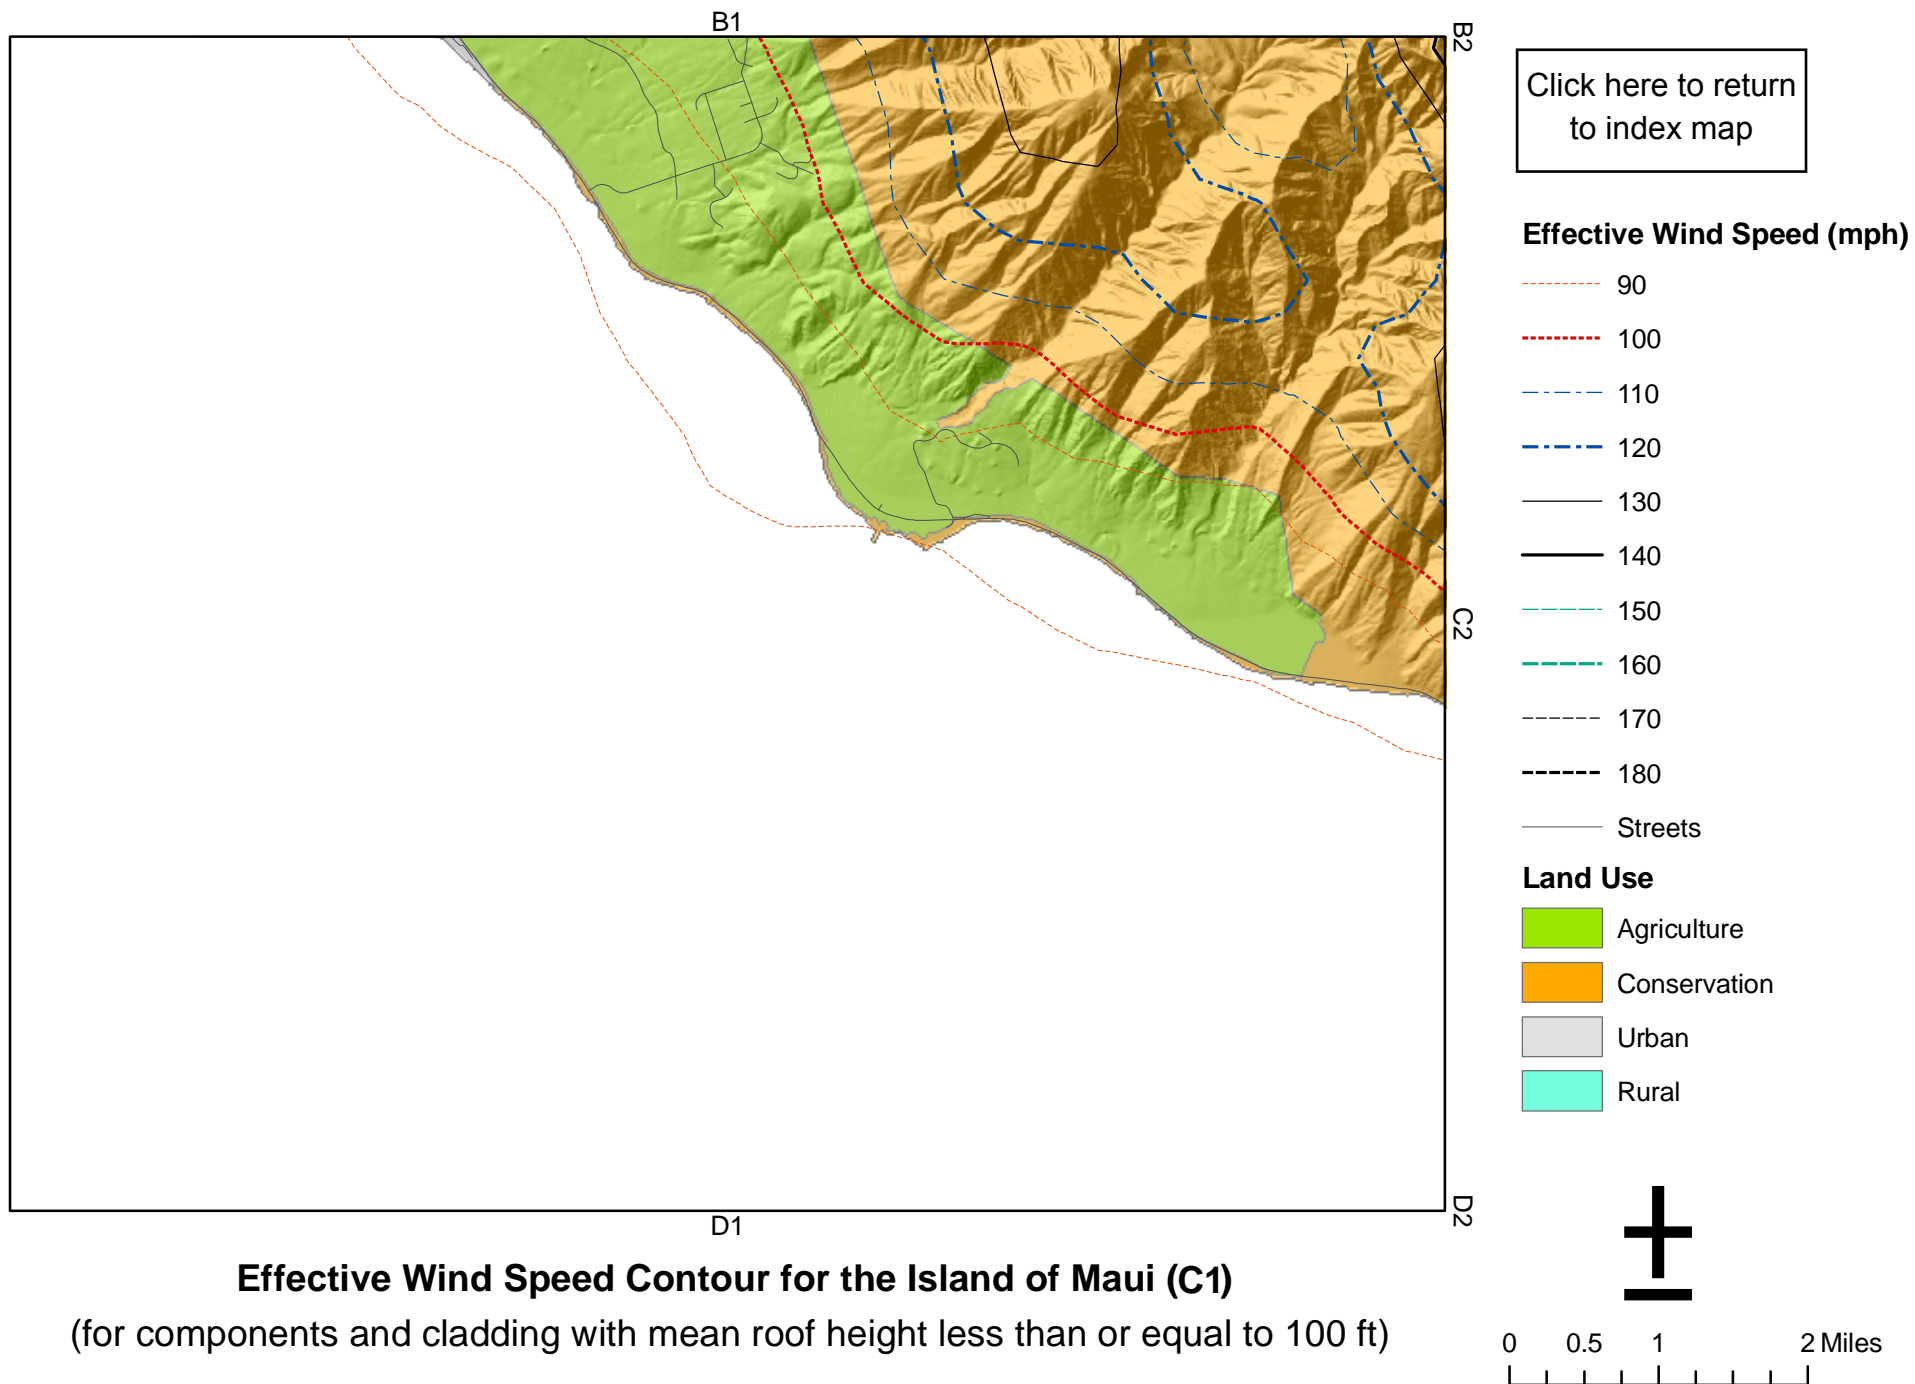 B1
B2
Click here to return
to index map
Effective Wind Speed (mph)
90
100
110
120
130
140
150
160
170
180
Streets
C2
Land Use
Agriculture
Conservation
Urban
Rural
D2
D1
Effective Wind Speed Contour for the Island of Maui (C1)
(for components and cladding with mean roof height less than or equal to 100 ft)
0 0.5 1 2 Miles